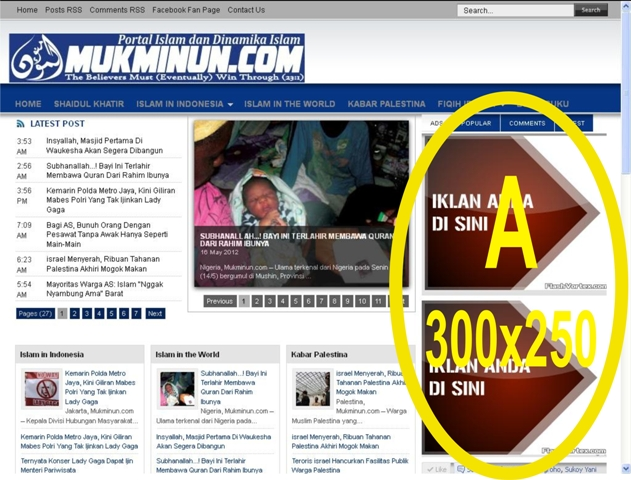 Home Posts RSS Comments RSS Facebook Fan Page Contact Us
Search... Search
Portal Islam dan Dinamika Islam
MUKMINUN.COM
The Believers Must (Eventually) Win Through (23:1)
HOME SHAIDUL KHATIR ISLAM IN INDONESIA ISLAM IN THE WORLD KABAR PALESTINA FIQIH BUKU
LATEST POST
3:53 AM Insyallah, Masjid Pertama Di
Waukesha Akan Segera Dibangun
2:56 AM Subhanallah...! Bayi Ini Terlahir
Membawa Quran Dari Rahim Ibunya
3:56 PM Kemarin Polda Metro Jaya, Kini Giliran
Mabes Polri Yang Tak Ijinkan Lady
Gaga
7:09 AM Bagi AS, Bunuh Orang Dengan
Pesawat Tanpa Awak Hanya Seperti
Main-Main
6:23 AM israel Menyerah, Ribuan Tahanan
Palestina Akhiri Mogok Makan
5:54 AM Mayoritas Warga AS: Islam "Nggak
Nyambung Ama" Barat
Pages (27) 1 2 3 4 5 6 7 Next
SUBHANALLAH...! BAYI INI TERLAHIR MEMBAWA QURAN
DARI RAHIM IBUNYA
16 May 2012
Nigeria, Mukminun.com – Ulama terkenal dari Nigeria pada Senin
(14/5) bergumul di Mushin, Provinsi
Previous 1 2 3 4 5 6 7 8 9 10 11
ADS POPULAR COMMENTS
IKLAN ANDA
DI SINI
A
FlashVortex.com
300x250
IKLAN ANDA
DI SINI
FlashVortex.com
Like Sukoy Yani
Islam in Indonesia
Kemarin Polda Metro
Jaya, Kini Giliran Mabes
Polri Yang Tak Ijinkan
Lady Gaga
Jakarta, Mukminun.com
– Kepala Divisi Hubungan Masyarakat...
Kemarin Polda Metro Jaya, Kini Giliran
Mabes Polri Yang Tak Ijinkan Lady Gaga
Ternyata Konser Lady Gaga Dapat Ijin
Menteri Pariwisata
Islam in the World
Subhanallah...! Bayi Ini
Terlahir Membawa
Quran Dari Rahim
Ibunya
Nigeria, Mukminun.com –
Ulama terkenal dari Nigeria pada...
Insyallah, Masjid Pertama Di Waukesha
Akan Segera Dibangun
Subhanallah...! Bayi Ini Terlahir
Membawa Quran Dari Rahim Ibunya
Kabar Palestina
israel Menyerah, Ribuan
Tahanan Palestina Akhiri
Mogok Makan
Palestina,
Mukminun.com – Warga
Muslim Palestina yang...
israel Menyerah, Ribuan Tahanan
Palestina Akhiri Mogok Makan
Teroris israel Hancurkan Fasilitas Publik
Warga Palestina